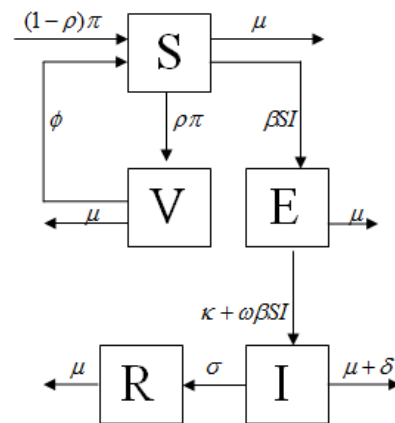 (1−ρ)π
S
μ
ϕ
ρπ
βSI
V
E
μ
μ
κ + ωβSI
μ
R
σ
I
μ + δ